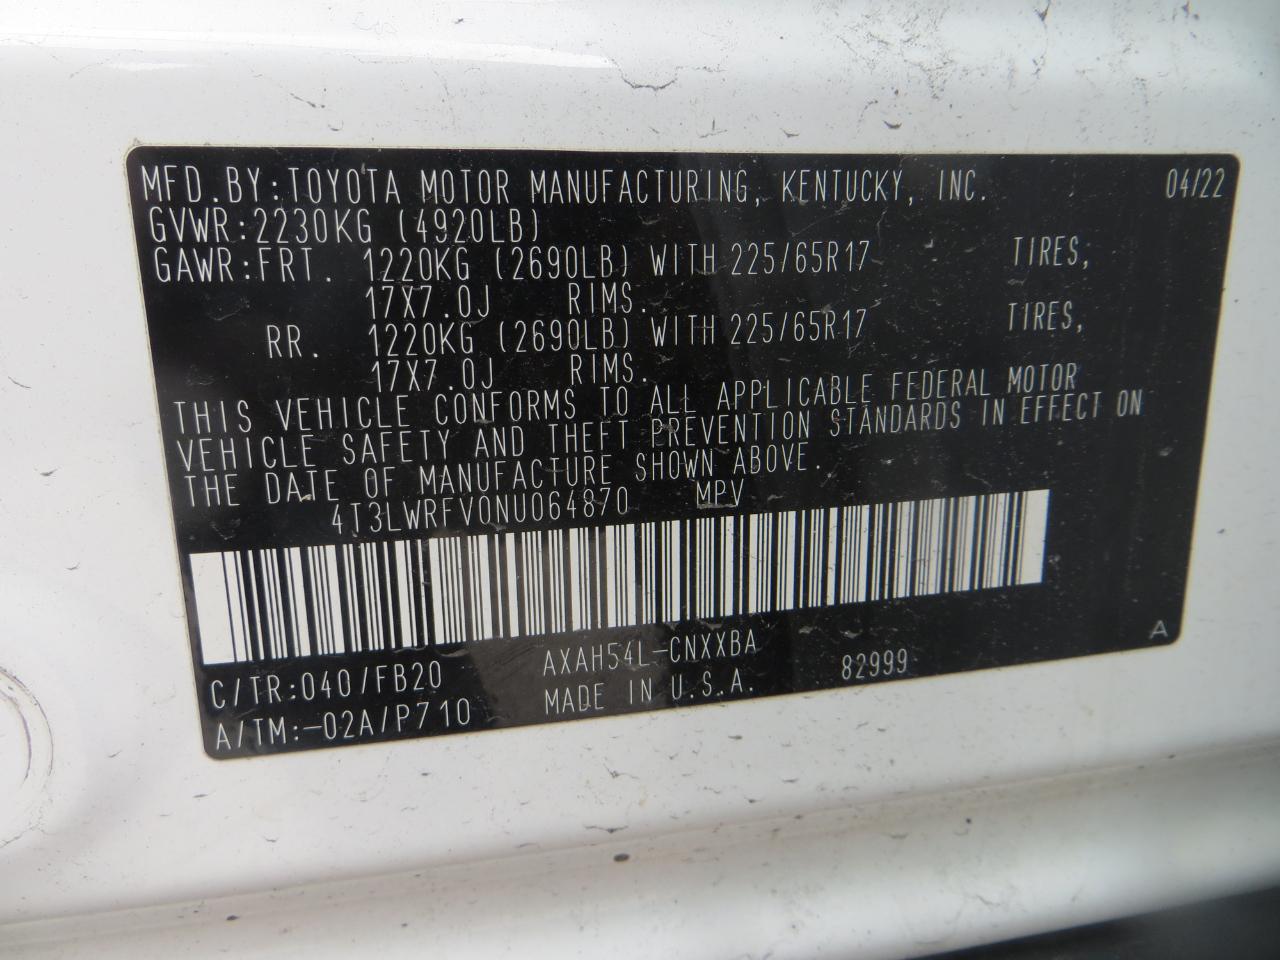 MFD.BY:TOYOTA MOTOR MANUFACTURING, KENTUCKY, INC. 04/22
GVWR:2230KG (4920LB)
GAWR:FRT. 1220KG (2690LB) WITH 225/65R17 TIRES,
17X7.0J RIMS.
RR. 1220KG (2690LB) WITH 225/65R17 TIRES,
17X7.0J RIMS.
THIS VEHICLE CONFORMS TO ALL APPLICABLE FEDERAL MOTOR
VEHICLE SAFETY AND THEFT PREVENTION STANDARDS IN EFFECT ON
THE DATE OF MANUFACTURE SHOWN ABOVE.
4T3LWRFV0NU064870 MPV
C/TR:040/FB20 AXAH54L-CNXXBA A
A/TM:-02A/P710 MADE IN U.S.A. 82999